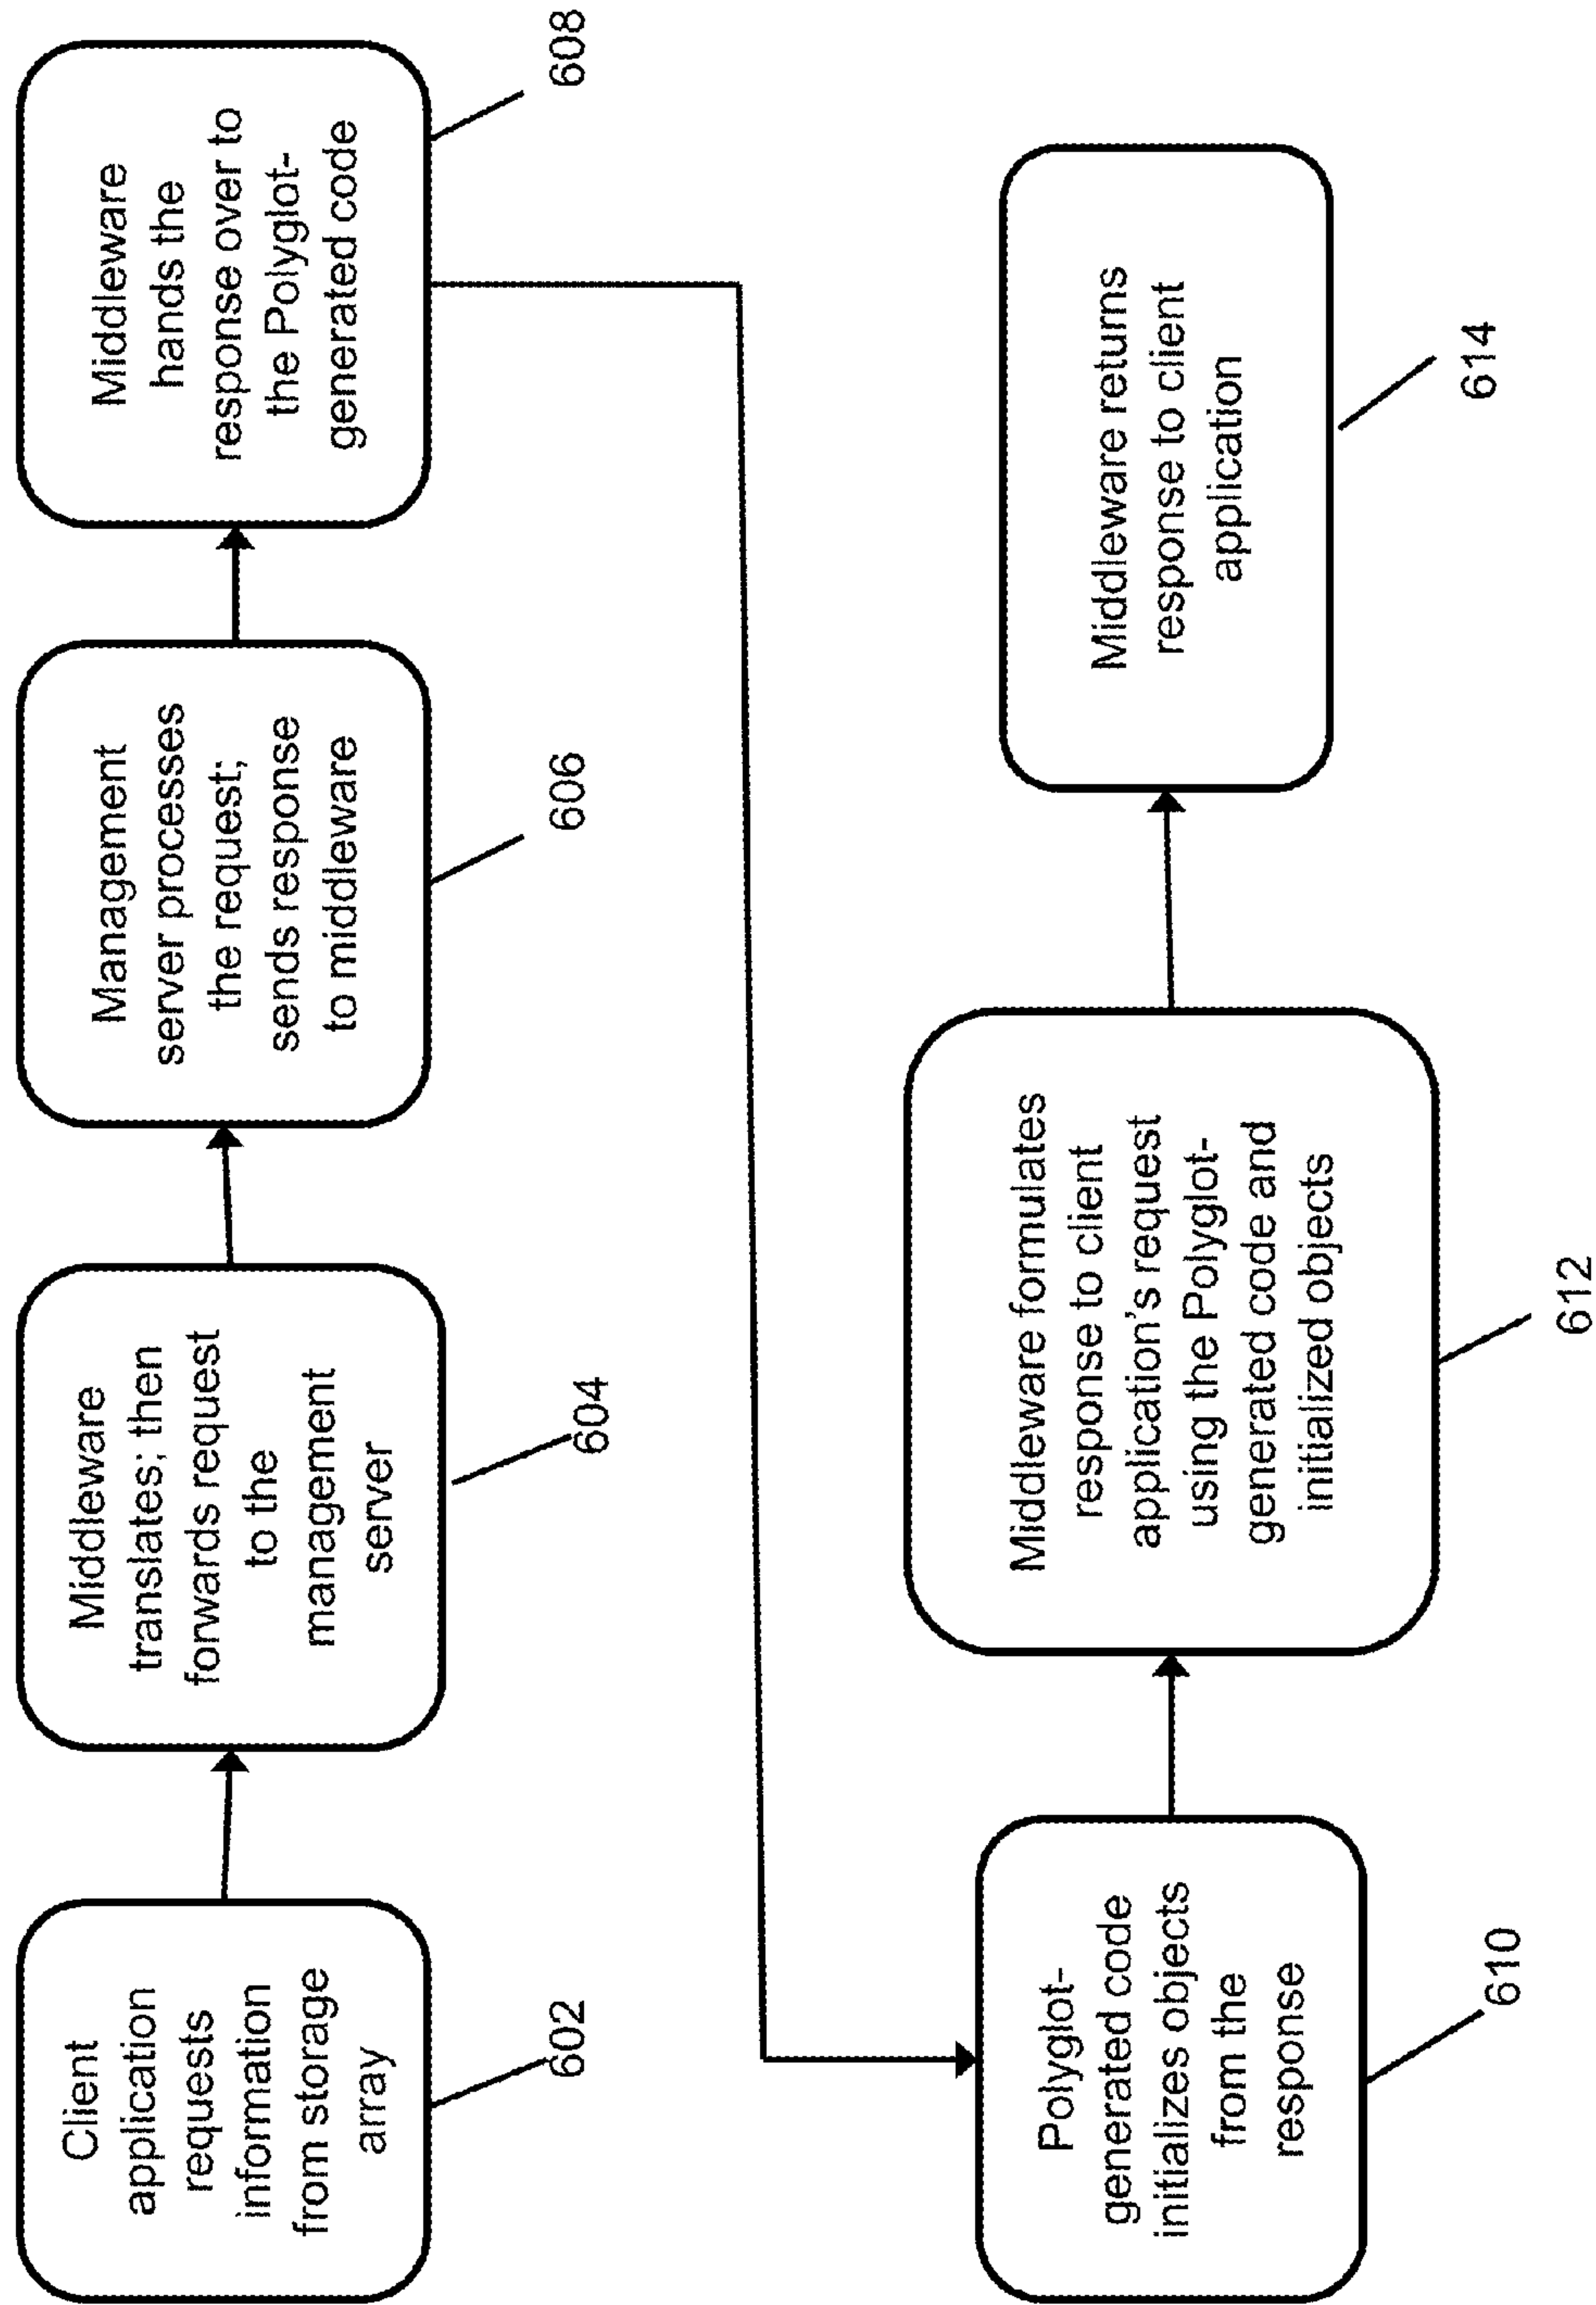 Client
application
requests
information
from storage
array
602
Middleware
translates; then
forwards request
to the
management
server
604
Management
server processes
the request;
sends response
to middleware
606
Middleware
hands the
response over to
the Polyglot-
generated code
608
Polyglot-
generated code
initializes objects
from the
response
610
Middleware formulates
response to client
application's request
using the Polyglot-
generated code and
initialized objects
612
Middleware returns
response to client
application
614